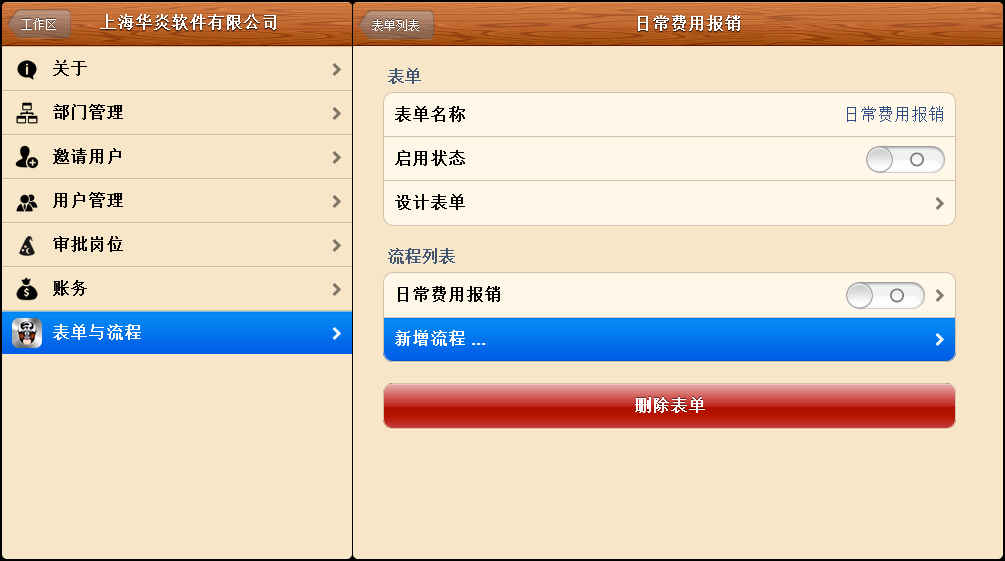 工作区
上海华炎软件有限公司
关于
部门管理
邀请用户
用户管理
审批岗位
账务
表单与流程
表单列表
日常费用报销
表单
表单名称 日常费用报销
启用状态
设计表单
流程列表
日常费用报销
新增流程 ...
删除表单